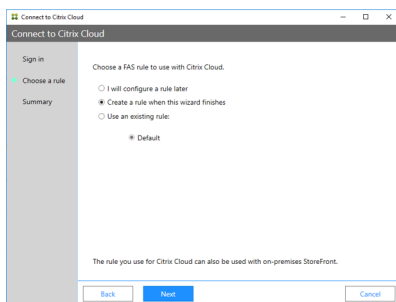 Connect to Citrix Cloud
Connect to Citrix Cloud
Sign in
Choose a rule
Summary
Choose a FAS rule to use with Citrix Cloud.
I will configure a rule later
Create a rule when this wizard finishes
Use an existing rule:
Default
The rule you use for Citrix Cloud can also be used with on-premises StoreFront.
Back
Next
Cancel